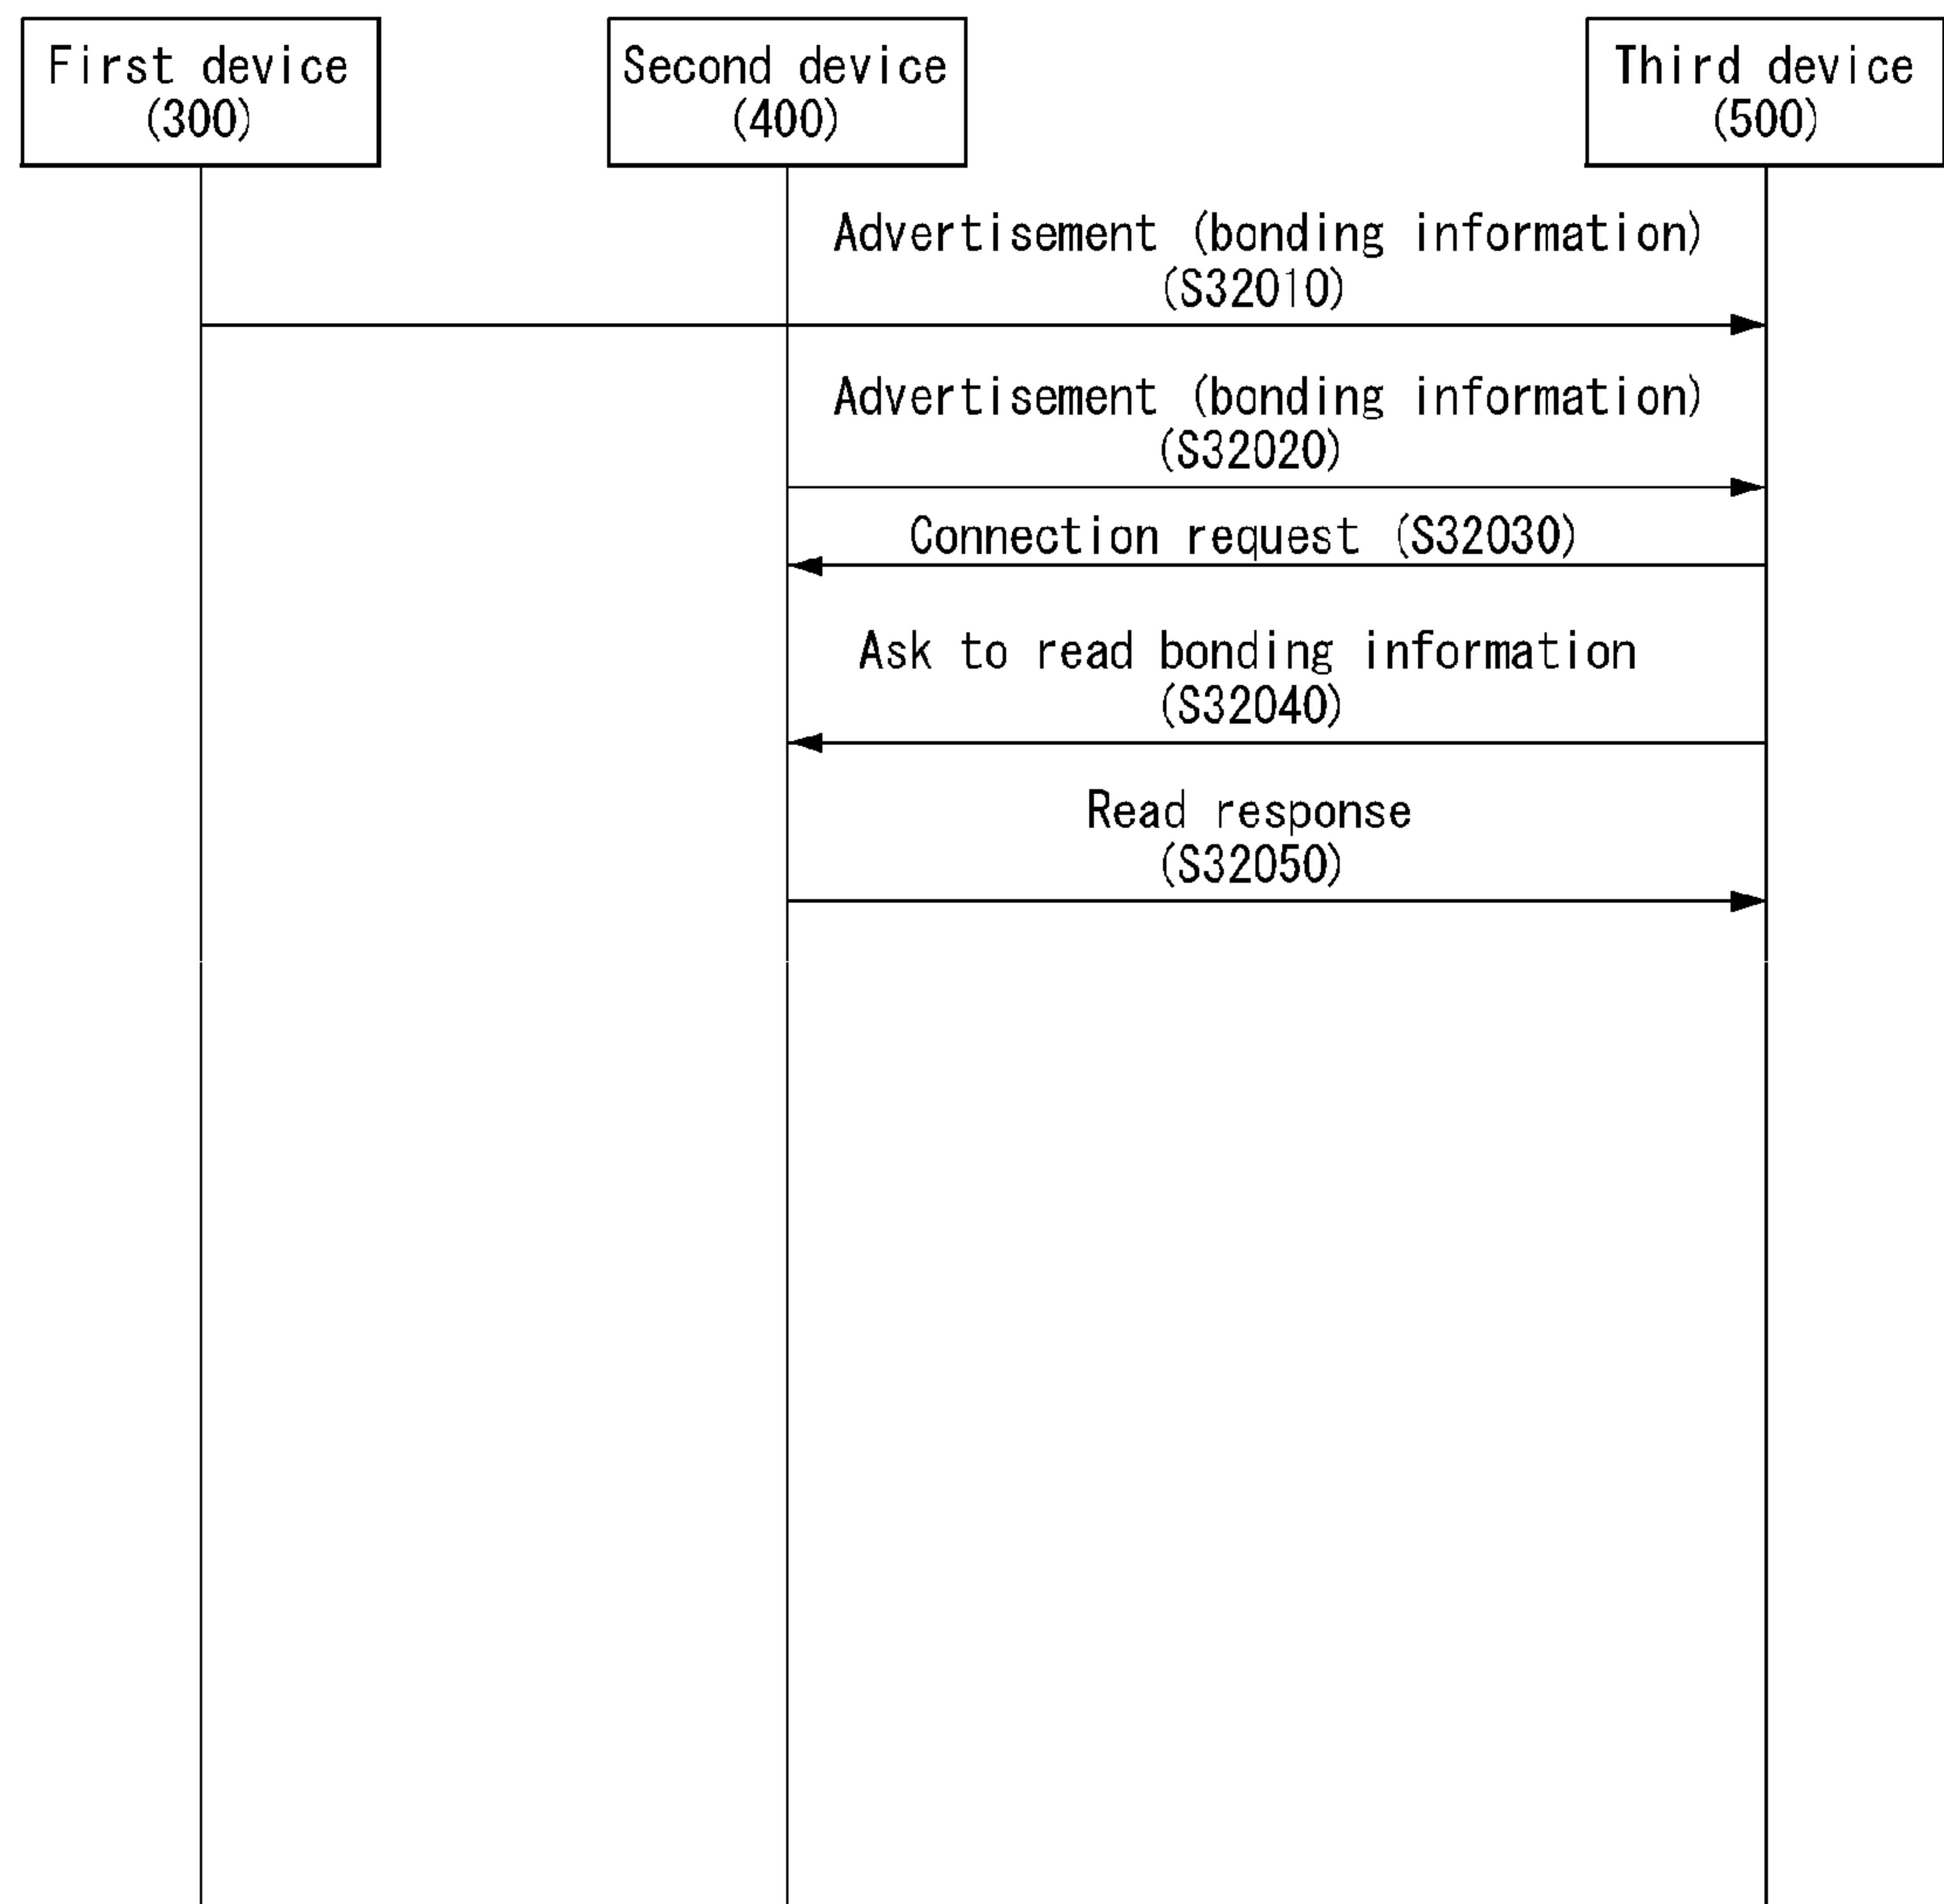 First device
(300)
Second device
(400)
Third device
(500)
Advertisement (bonding information)
(S32010)
Advertisement (bonding information)
(S32020)
Connection request (S32030)
Ask to read bonding information
(S32040)
Read response
(S32050)